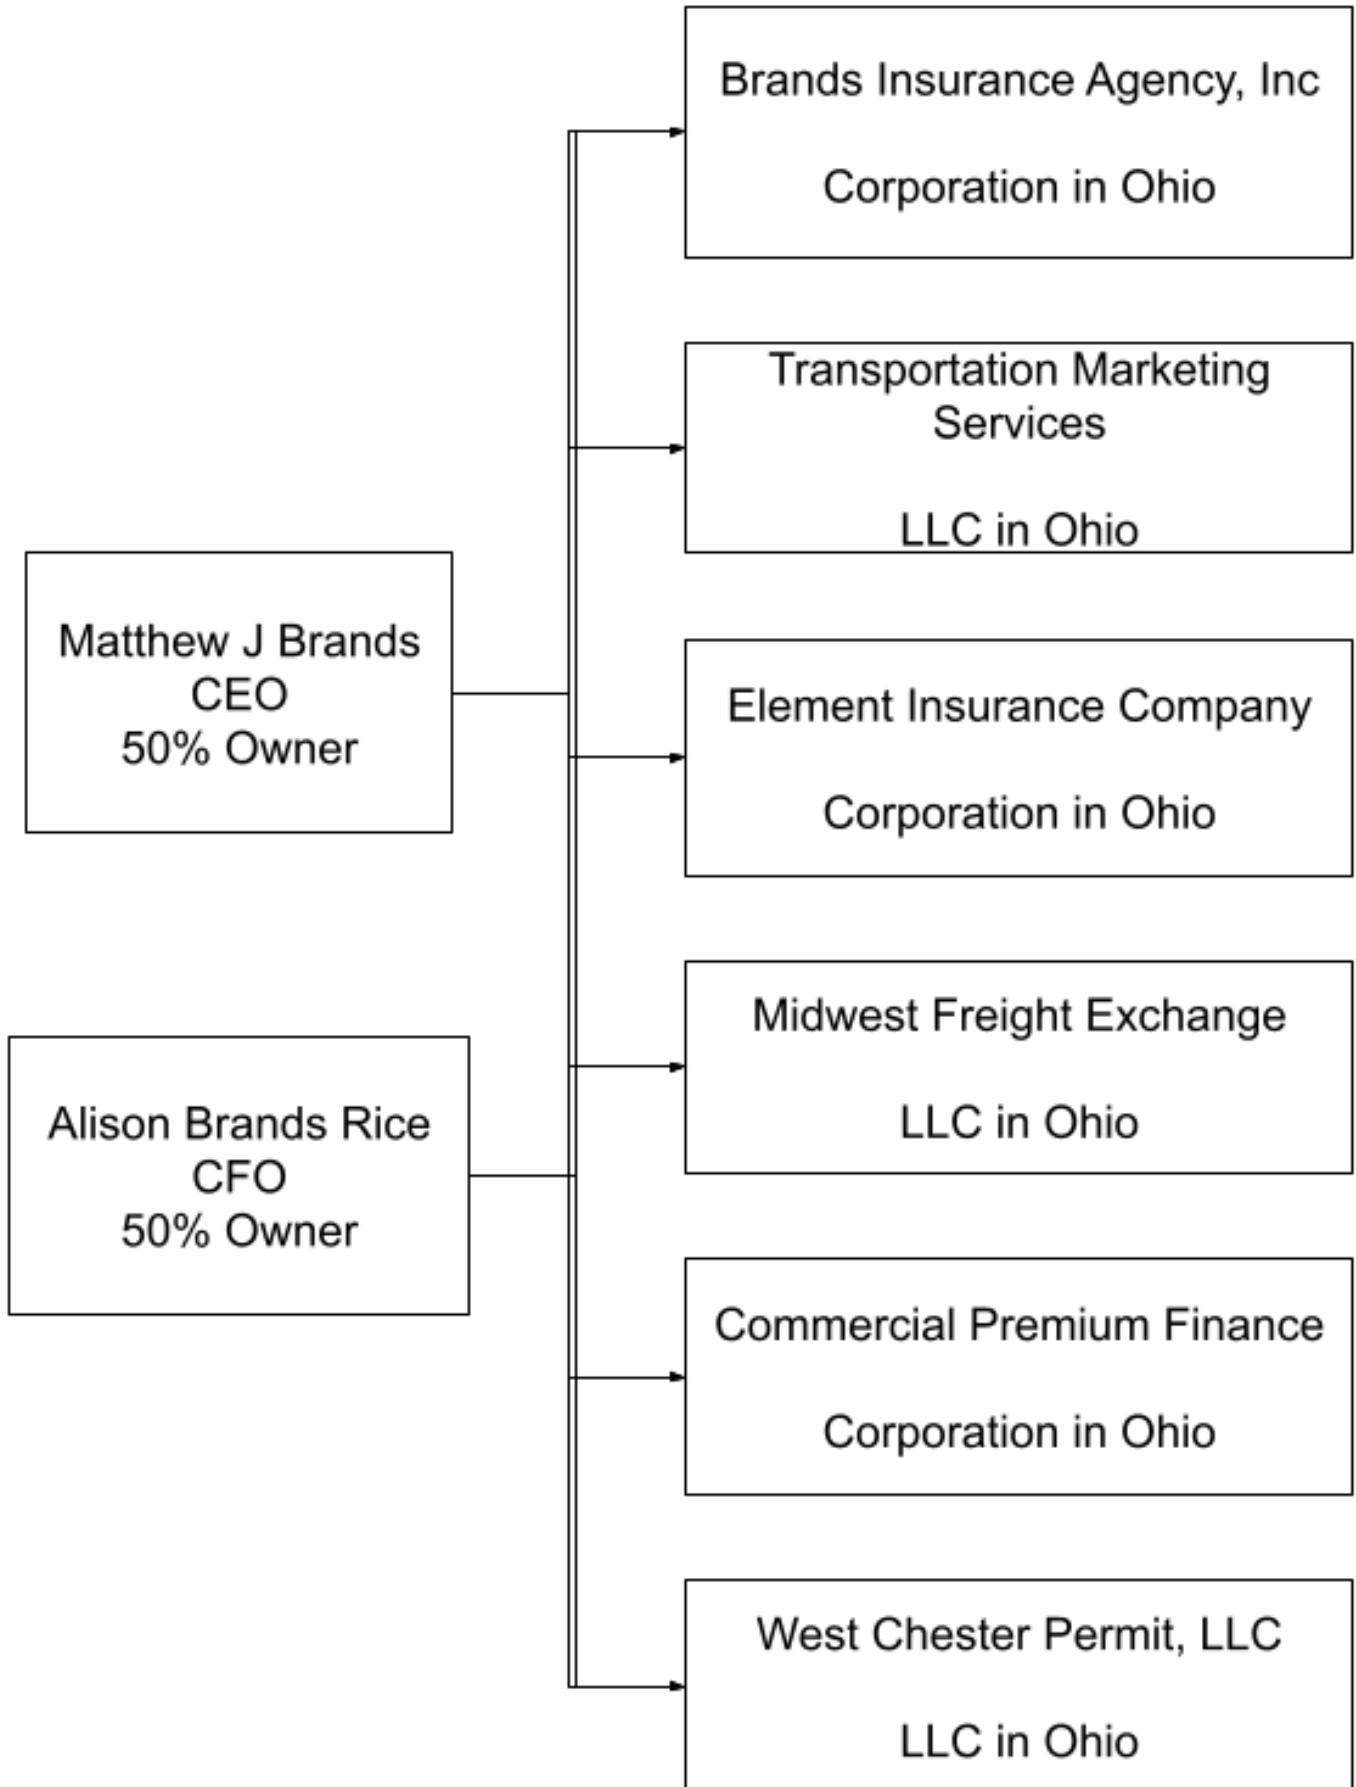 Brands Insurance Agency, Inc
Corporation in Ohio
Transportation Marketing
Services
LLC in Ohio
Matthew J Brands
CEO
50% Owner
Element Insurance Company
Corporation in Ohio
Midwest Freight Exchange
LLC in Ohio
Alison Brands Rice
CFO
50% Owner
Commercial Premium Finance
Corporation in Ohio
West Chester Permit, LLC
LLC in Ohio